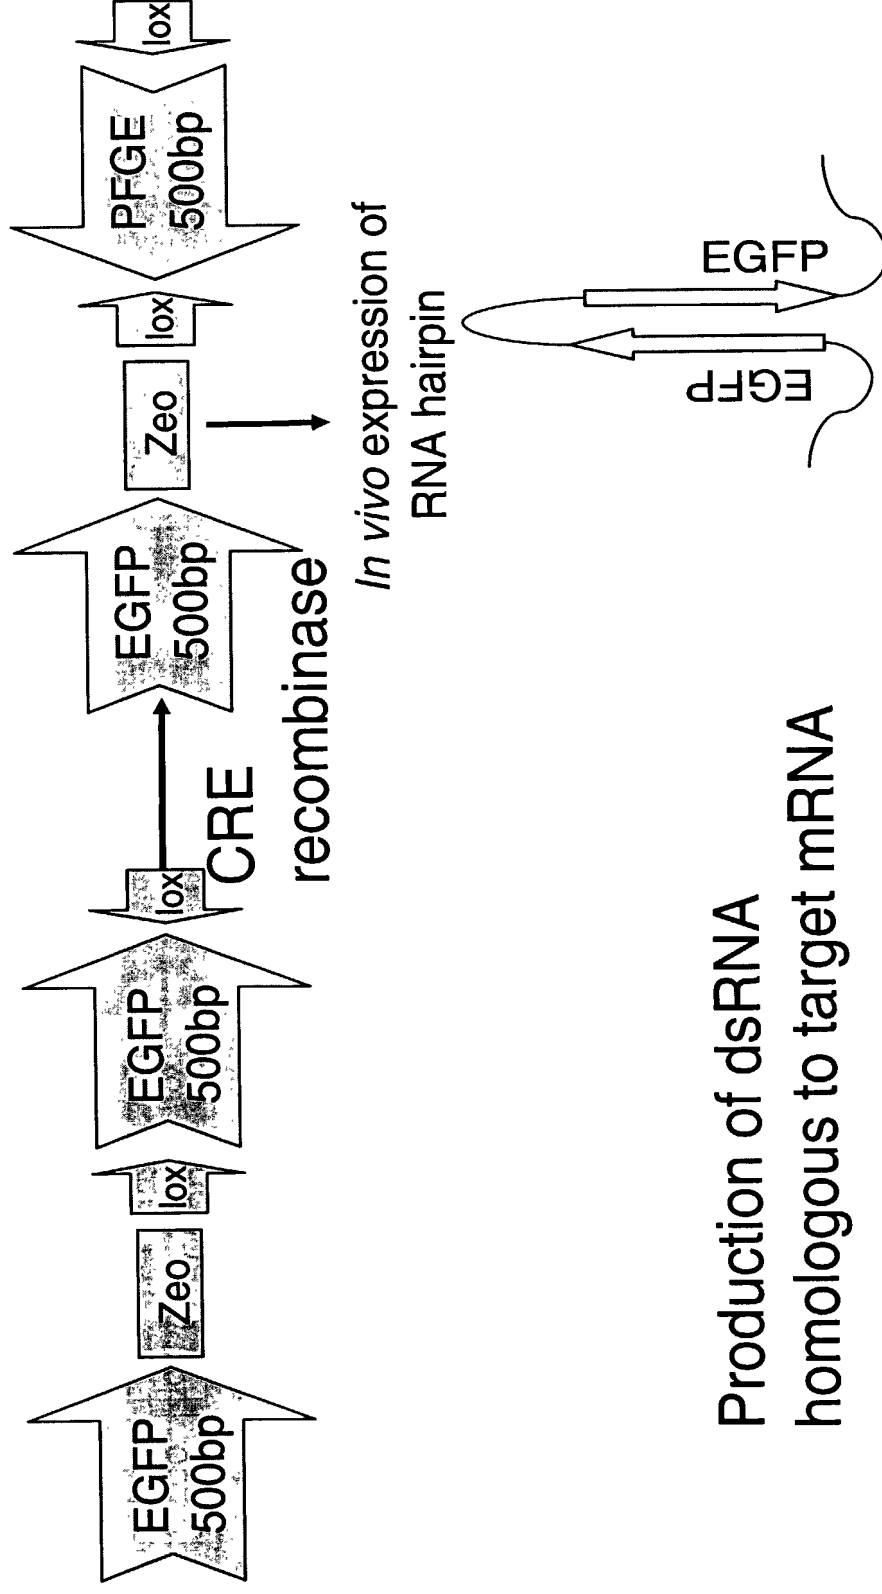 EGFP
500bp
Zeo
lox
EGFP
500bp
lox
CRE
recombinase
EGFP
500bp
Zeo
lox
PFGE
500bp
lox
In vivo expression of
RNA hairpin
EGFP
EGFP
Production of dsRNA
homologous to target mRNA